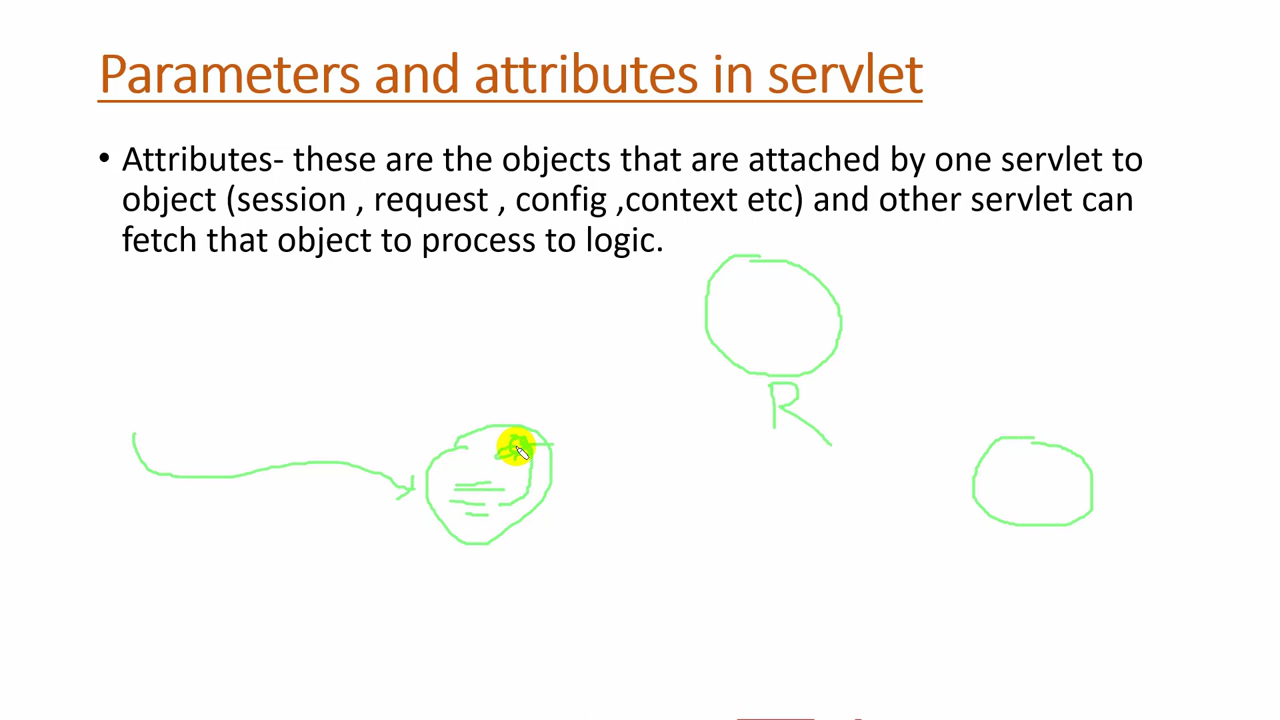 Parameters and attributes in servlet
• Attributes- these are the objects that are attached by one servlet to
object (session , request , config ,context etc) and other servlet can
fetch that object to process to logic.
R